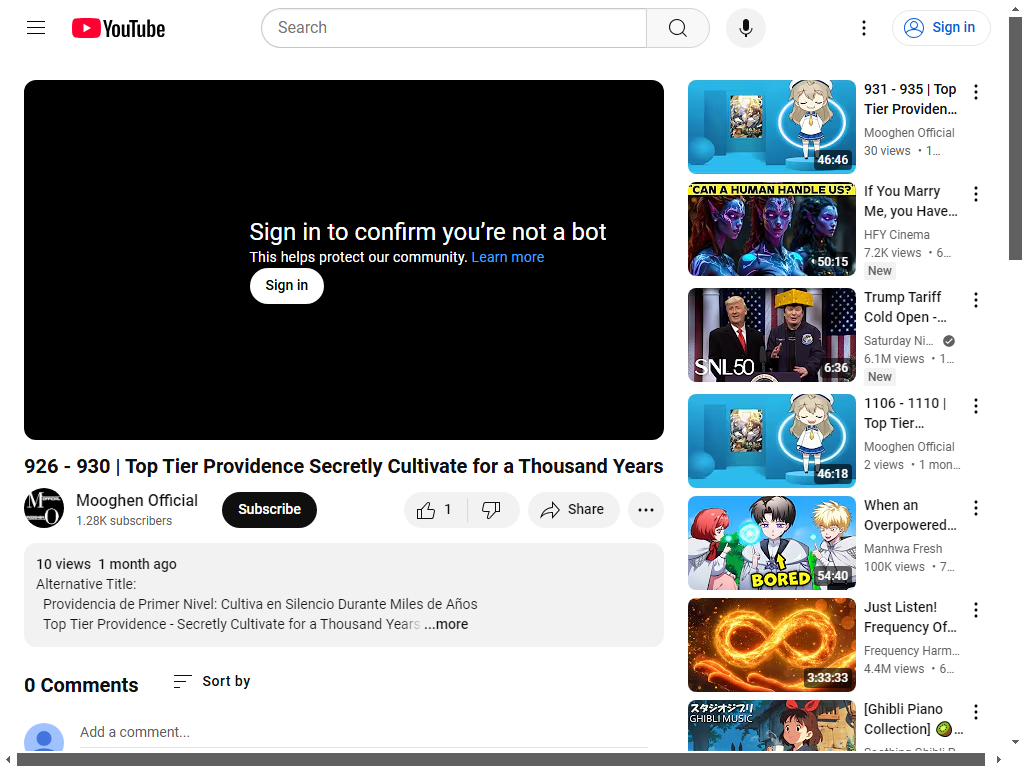 YouTube
Search
Sign in
Sign in to confirm you’re not a bot
This helps protect our community. Learn more
Sign in
926 - 930 | Top Tier Providence Secretly Cultivate for a Thousand Years
Mooghen Official
1.28K subscribers
Subscribe
1
Share
10 views 1 month ago
Alternative Title:
Providencia de Primer Nivel: Cultiva en Silencio Durante Miles de Años
Top Tier Providence - Secretly Cultivate for a Thousand Years ...more
0 Comments
Sort by
Add a comment...
46:46
931 - 935 | Top
Tier Providen...
Mooghen Official
30 views • 1...
CAN A HUMAN HANDLE US?
50:15
If You Marry
Me, you Have...
HFY Cinema
7.2K views • 6...
New
SNL50
6:36
Trump Tariff
Cold Open -...
Saturday Ni...
6.1M views • 1...
New
46:18
1106 - 1110 |
Top Tier...
Mooghen Official
2 views • 1 mon...
BORED
54:40
When an
Overpowered...
Manhwa Fresh
100K views • 7...
3:33:33
Just Listen!
Frequency Of...
Frequency Harm...
4.4M views • 6...
スタジオジブリ
GHIBLI MUSIC
[Ghibli Piano
Collection] 🥝...